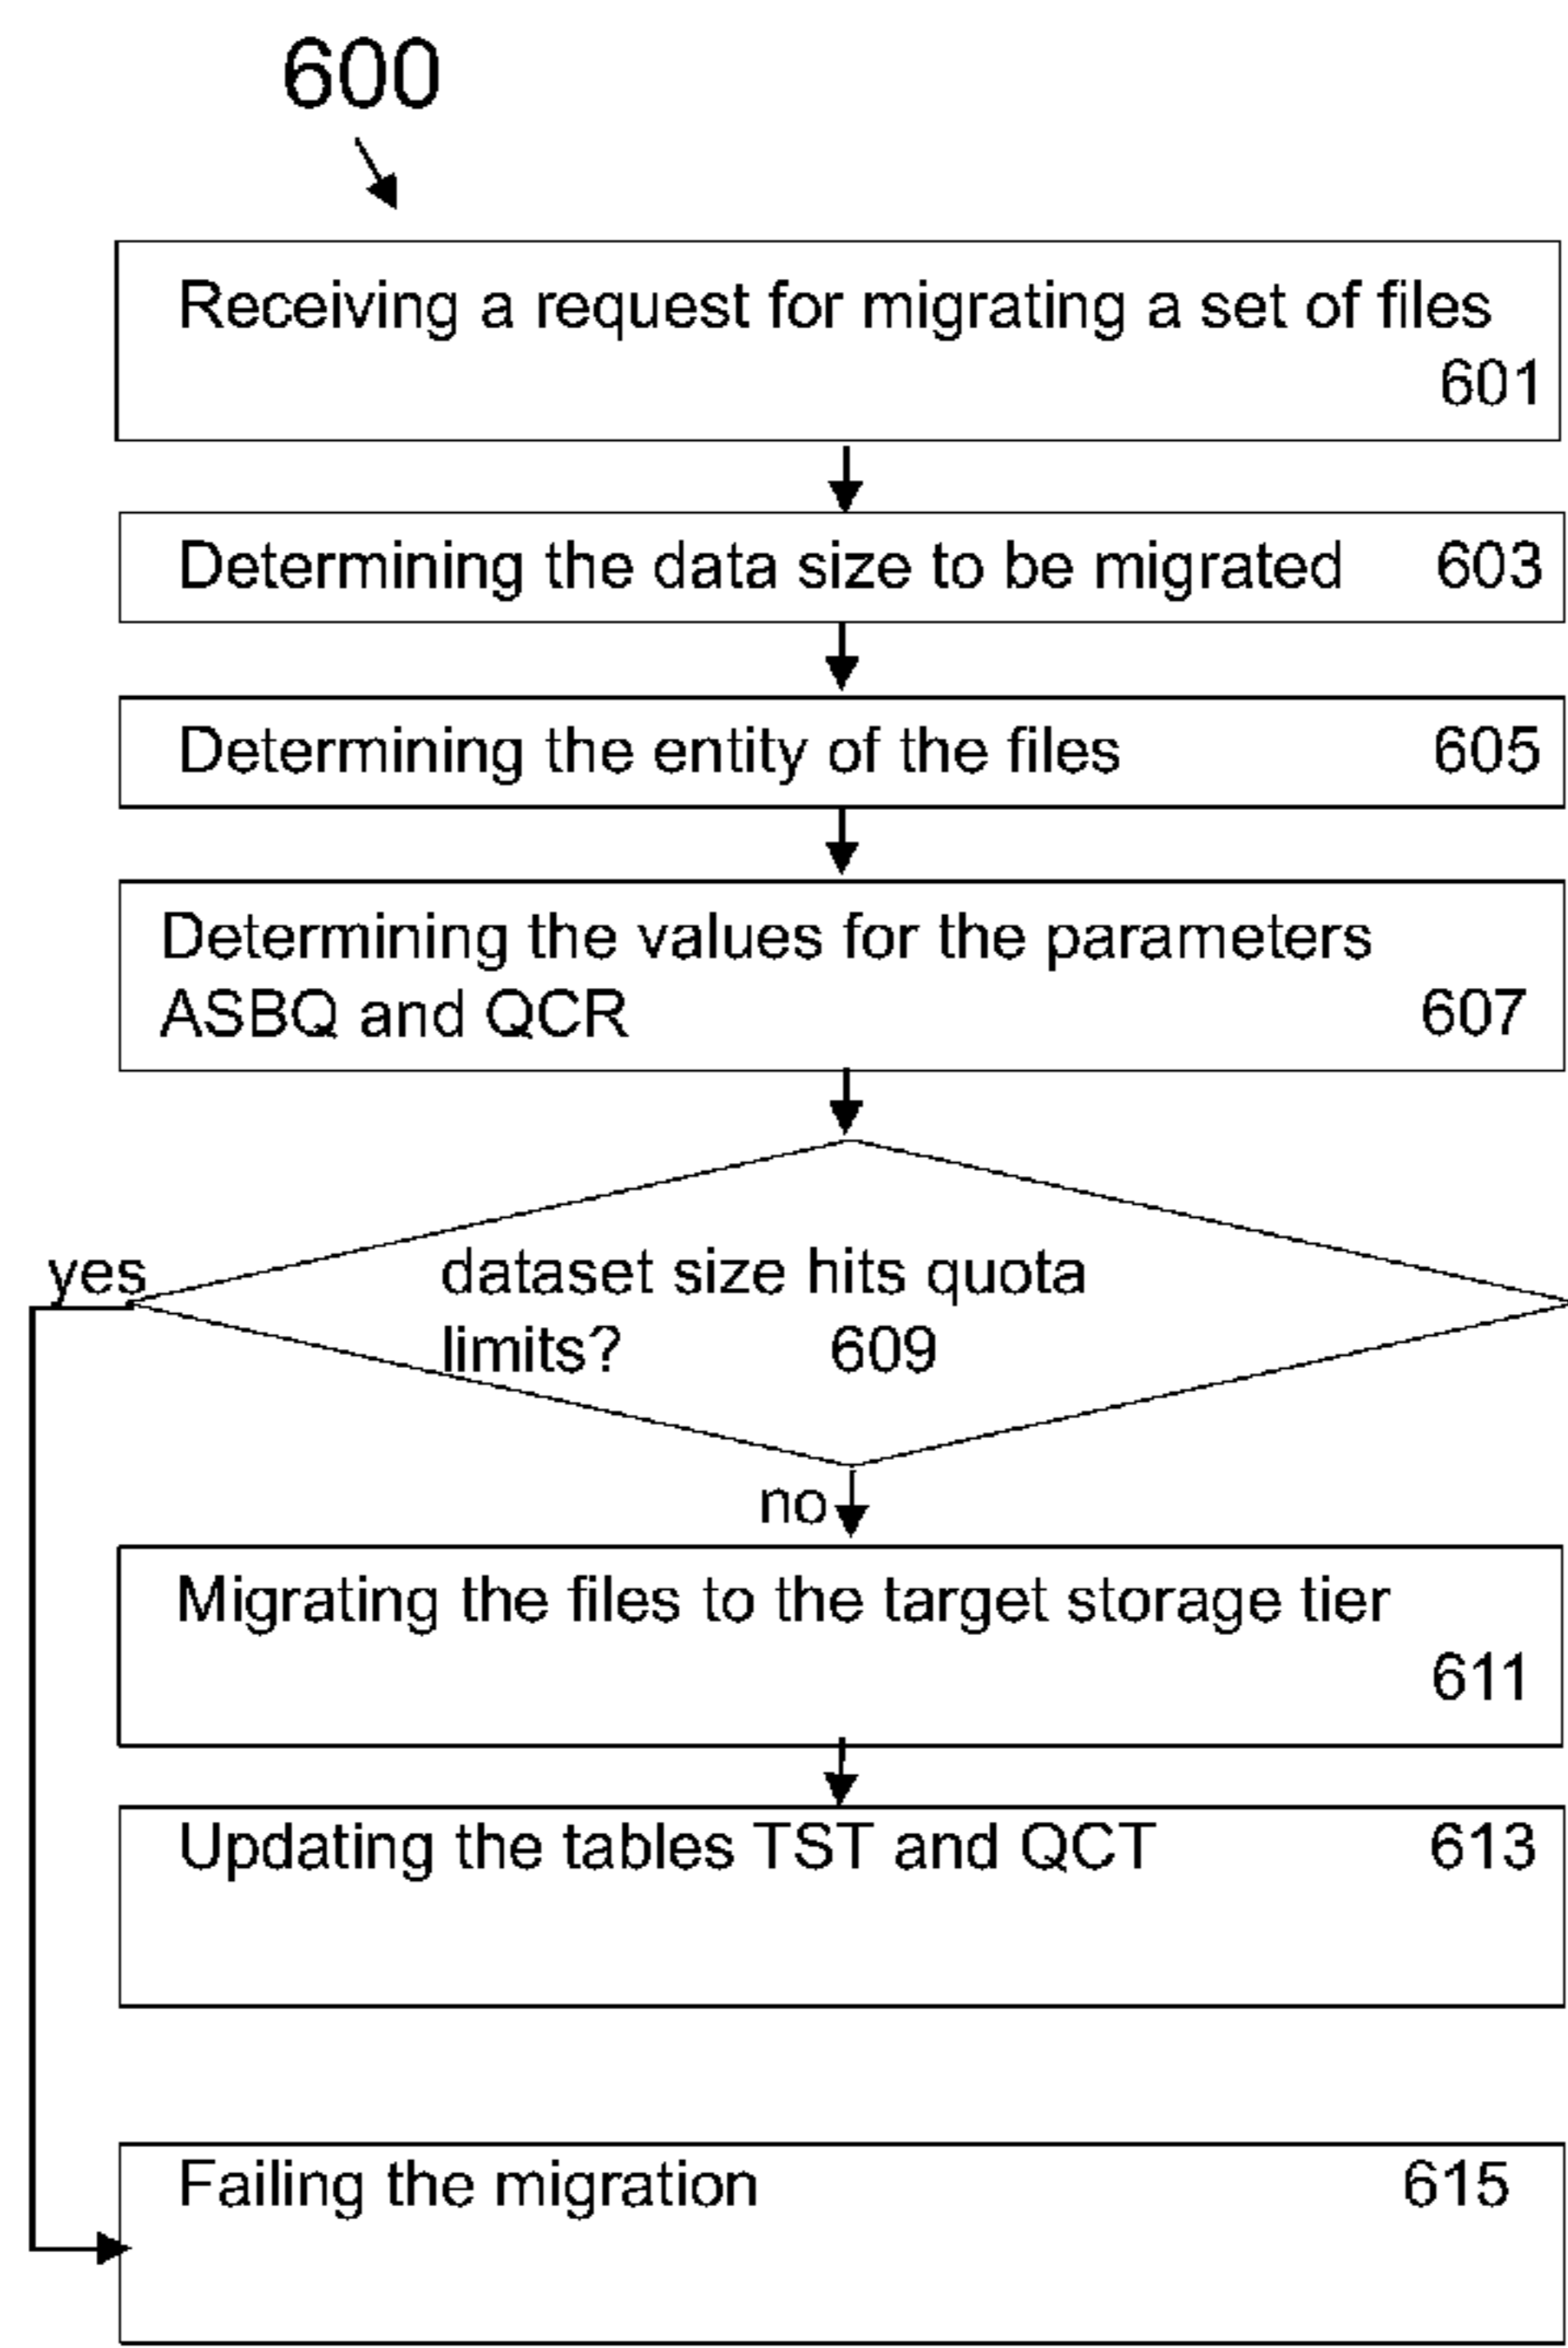 600
Receiving a request for migrating a set of files
601
Determining the data size to be migrated 603
Determining the entity of the files 605
Determining the values for the parameters
ASBQ and QCR 607
yes
dataset size hits quota
limits? 609
no
Migrating the files to the target storage tier
611
Updating the tables TST and QCT 613
Failing the migration 615